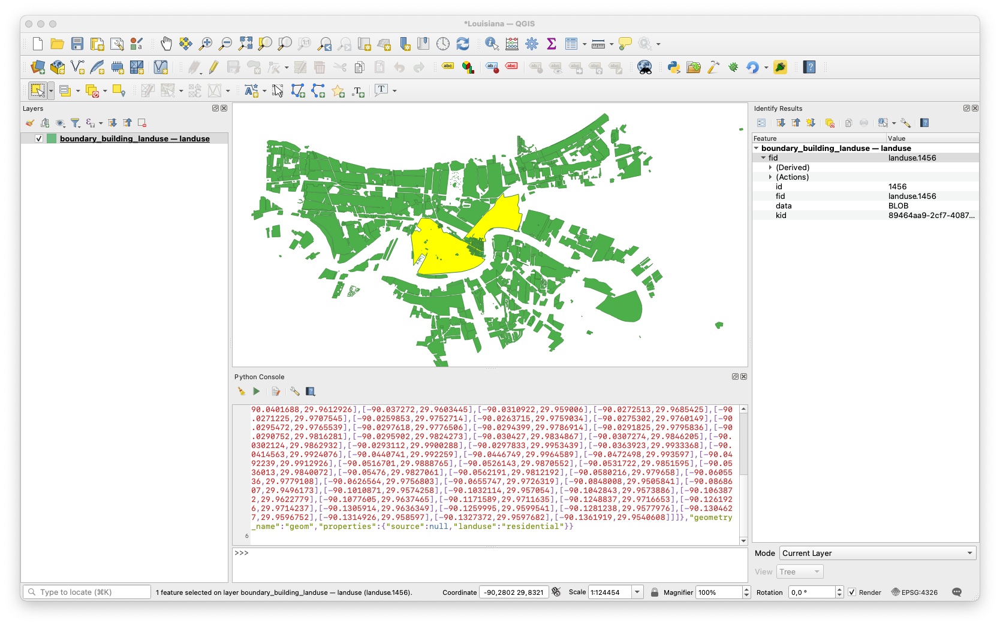 *Louisiana — QGIS
Layers
boundary_building_landuse — landuse
Identify Results
Feature Value
boundary_building_landuse — landuse
fid landuse.1456
(Derived)
(Actions)
id 1456
fid landuse.1456
data BLOB
kid 89464aa9-2cf7-4087...
Python Console
90.0401688,29.9612926],[-90.037272,29.9603445],[-90.0310922,29.959006],[-90.0272513,29.9685425],[-90
.0271225,29.9707545],[-90.0259853,29.9752714],[-90.0263715,29.9759034],[-90.0275302,29.9760149],[-90
.0295472,29.9765539],[-90.0297618,29.9776506],[-90.0294399,29.9786914],[-90.0291825,29.9795836],[-90
.0290752,29.9816281],[-90.0295902,29.9824273],[-90.030427,29.9834867],[-90.0307274,29.9846205],[-90.
0302124,29.9862932],[-90.0293112,29.9900288],[-90.0297833,29.9953439],[-90.0363923,29.9933368],[-90.
0414563,29.9924076],[-90.0440741,29.992259],[-90.0446749,29.9964589],[-90.0472498,29.993597],[-90.04
92239,29.9912926],[-90.0516701,29.9888765],[-90.0526143,29.9870552],[-90.0531722,29.9851595],[-90.05
36013,29.9840072],[-90.05476,29.9827061],[-90.0562191,29.9812192],[-90.0580216,29.979658],[-90.06055
36,29.9779108],[-90.0626564,29.9756803],[-90.0655747,29.9726319],[-90.0848008,29.9505841],[-90.08686
07,29.9496173],[-90.1010871,29.9574258],[-90.1032114,29.957054],[-90.1042843,29.9573886],[-90.106387
2,29.9622779],[-90.1077605,29.9637465],[-90.1171589,29.9711635],[-90.1248837,29.9716653],[-90.126192
6,29.9714237],[-90.1305914,29.9636349],[-90.1259995,29.9599541],[-90.1281238,29.9577976],[-90.130462
7,29.9596752],[-90.1314926,29.958597],[-90.1327372,29.9597682],[-90.1361919,29.9540608]]]},"geometry
_name":"geom","properties":{"source":null,"landuse":"residential"}}
6
>>>
Mode Current Layer
View Tree
Type to locate (⌘K) 1 feature selected on layer boundary_building_landuse — landuse (landuse.1456). Coordinate -90,2802 29,8321 Scale 1:124454 Magnifier 100% Rotation 0,0 ° Render EPSG:4326